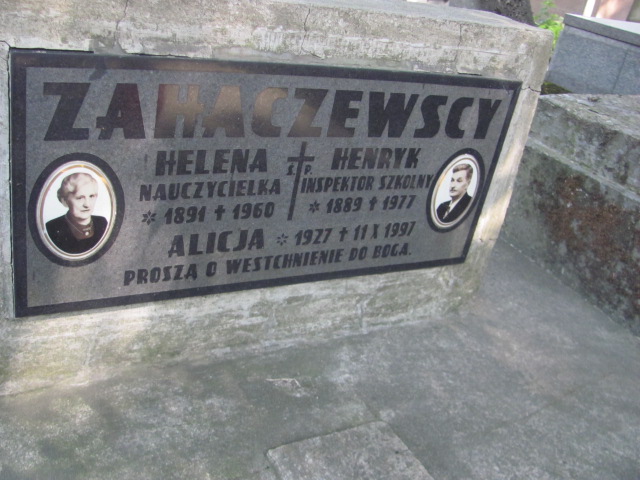 ZAHACZEWSCY
HELENA Ś. P. HENRYK
NAUCZYCIELKA INSPEKTOR SZKOLNY
* 1891 ✝ 1960 * 1889 ✝ 1977
ALICJA * 1927 ✝ 11 X 1997
PROSZĄ O WESTCHNIENIE DO BOGA.